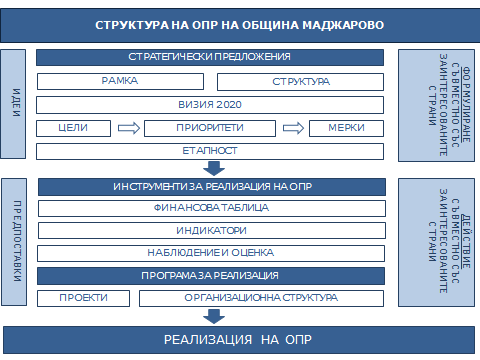 СТРУКТУРА НА ОПР НА ОБЩИНА МАДЖАРОВО
ИДЕИ
СТРАТЕГИЧЕСКИ ПРЕДЛОЖЕНИЯ
РАМКА
СТРУКТУРА
ВИЗИЯ 2020
ЦЕЛИ
ПРИОРИТЕТИ
МЕРКИ
ЕТАПНОСТ
ФОРМУЛИРАНЕ
СЪВМЕСТНО СЪС
ЗАИНТЕРЕСОВАНИТЕ
СТРАНИ
ПРЕДПОСТАВКИ
ИНСТРУМЕНТИ ЗА РЕАЛИЗАЦИЯ НА ОПР
ФИНАНСОВА ТАБЛИЦА
ИНДИКАТОРИ
НАБЛЮДЕНИЕ И ОЦЕНКА
ПРОГРАМА ЗА РЕАЛИЗАЦИЯ
ПРОЕКТИ
ОРГАНИЗАЦИОННА СТРУКТУРА
ДЕЙСТВИЕ
СЪВМЕСТНО СЪС
ЗАИНТЕРЕСОВАНИТЕ
СТРАНИ
РЕАЛИЗАЦИЯ НА ОПР